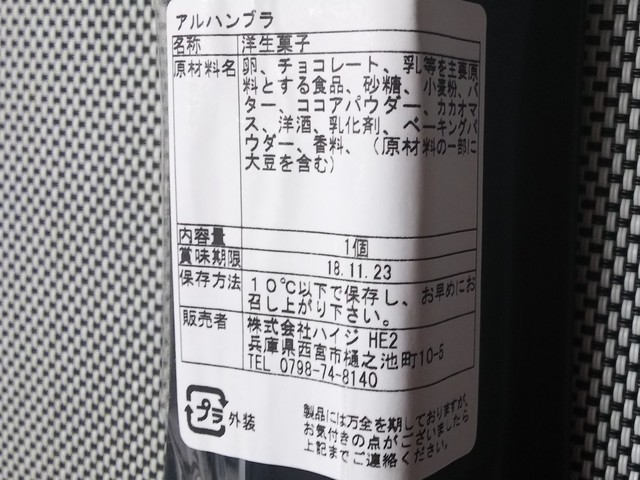 アルハンブラ
名称 洋生菓子
原材料名 卵、チョコレート、乳等を主要原
料とする食品、砂糖、小麦粉、バ
ター、ココアパウダー、カカオマ
ス、洋酒、乳化剤、ベーキングパ
ウダー、香料、(原材料の一部に
大豆を含む)
内容量 1個
賞味期限 18.11.23
保存方法 10℃以下で保存し、お早めにお
召し上がり下さい。
販売者 株式会社ハイジ HE2
兵庫県西宮市樋之池町10-5
TEL 0798-74-8140
プラ 外装
製品には万全を期しておりますが、
お気付きの点がございましたら
上記までご連絡ください。